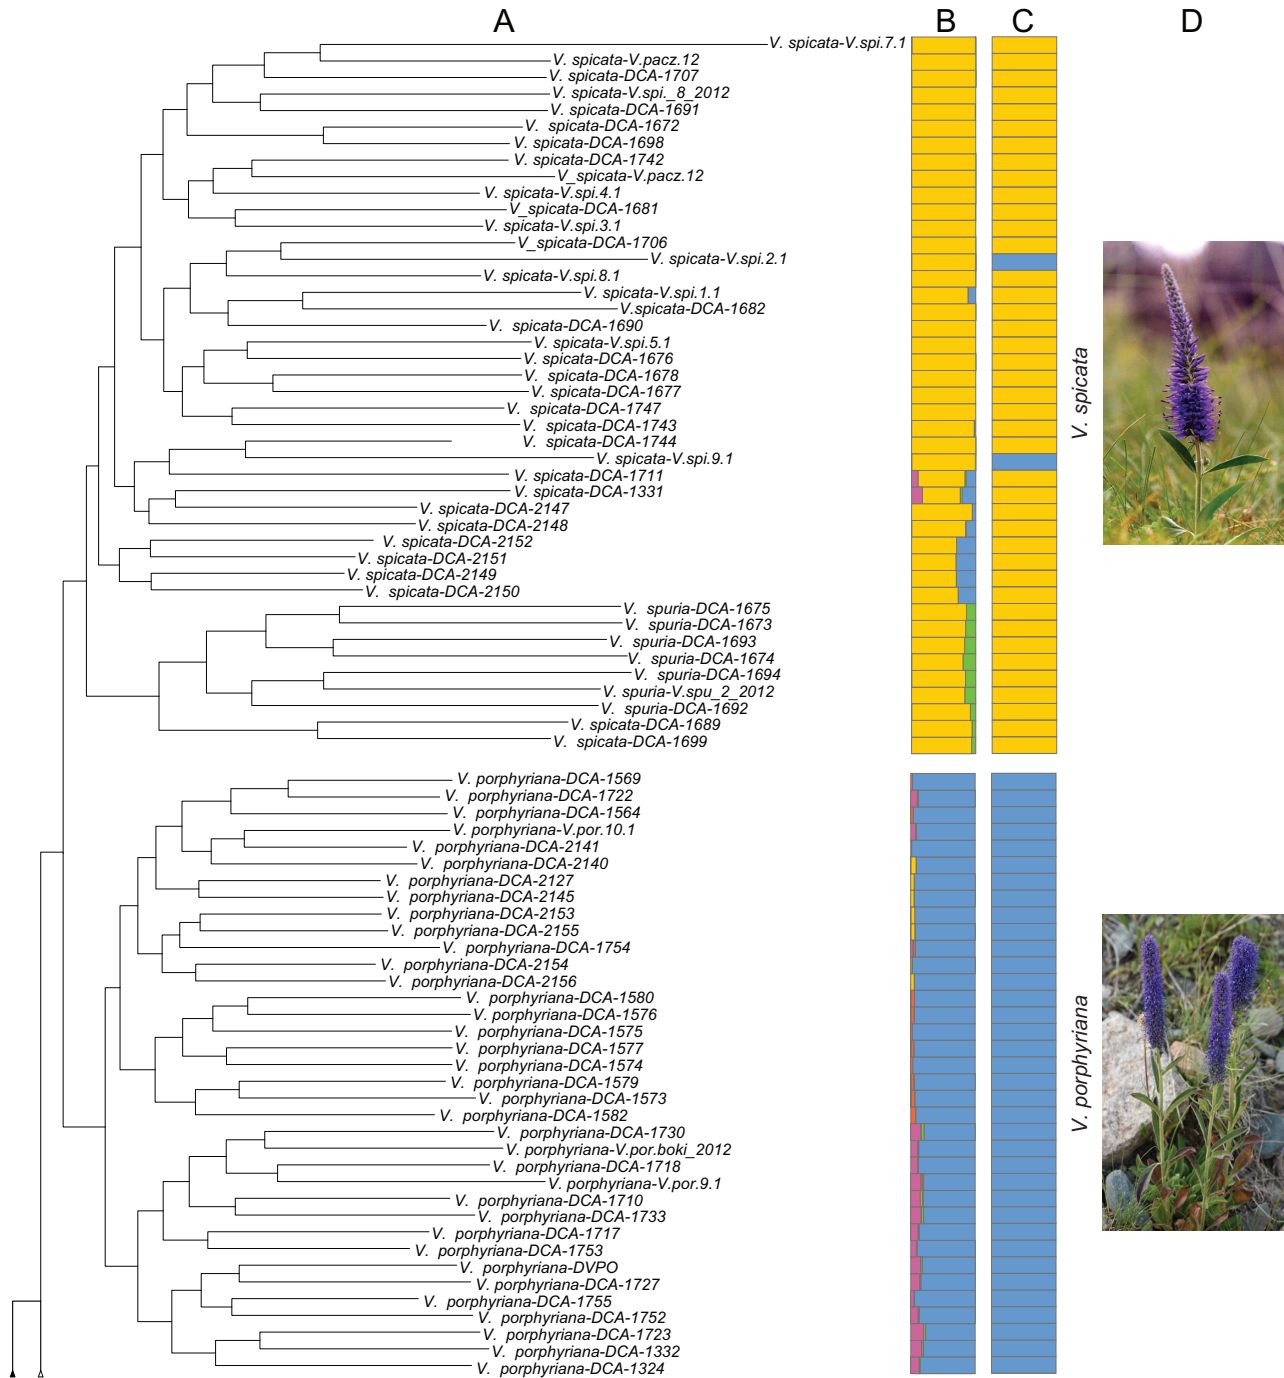 A B C D
V. spicata-V.spi.7.1
V. spicata-V.pacz.12
V. spicata-DCA-1707
V. spicata-V.spi._8_2012
V. spicata-DCA-1691
V. spicata-DCA-1672
V. spicata-DCA-1698
V. spicata-DCA-1742
V_spicata-V.pacz.12
V. spicata-V.spi.4.1
V_spicata-DCA-1681
V. spicata-V.spi.3.1
V_spicata-DCA-1706
V. spicata-V.spi.2.1
V. spicata-V.spi.8.1
V. spicata-V.spi.1.1
V.spicata-DCA-1682
V. spicata-DCA-1690
V. spicata-V.spi.5.1
V. spicata-DCA-1676
V. spicata-DCA-1678
V. spicata-DCA-1677
V. spicata-DCA-1747
V. spicata-DCA-1743
V. spicata-DCA-1744
V. spicata-V.spi.9.1
V. spicata-DCA-1711
V. spicata-DCA-1331
V. spicata-DCA-2147
V. spicata-DCA-2148
V. spicata-DCA-2152
V. spicata-DCA-2151
V. spicata-DCA-2149
V. spicata-DCA-2150
V. spuria-DCA-1675
V. spuria-DCA-1673
V. spuria-DCA-1693
V. spuria-DCA-1674
V. spuria-DCA-1694
V. spuria-V.spu_2_2012
V. spuria-DCA-1692
V. spicata-DCA-1689
V. spicata-DCA-1699
V. spicata
V. porphyriana-DCA-1569
V. porphyriana-DCA-1722
V. porphyriana-DCA-1564
V. porphyriana-V.por.10.1
V. porphyriana-DCA-2141
V. porphyriana-DCA-2140
V. porphyriana-DCA-2127
V. porphyriana-DCA-2145
V. porphyriana-DCA-2153
V. porphyriana-DCA-2155
V. porphyriana-DCA-1754
V. porphyriana-DCA-2154
V. porphyriana-DCA-2156
V. porphyriana-DCA-1580
V. porphyriana-DCA-1576
V. porphyriana-DCA-1575
V. porphyriana-DCA-1577
V. porphyriana-DCA-1574
V. porphyriana-DCA-1579
V. porphyriana-DCA-1573
V. porphyriana-DCA-1582
V. porphyriana-DCA-1730
V. porphyriana-V.por.boki_2012
V. porphyriana-DCA-1718
V. porphyriana-V.por.9.1
V. porphyriana-DCA-1710
V. porphyriana-DCA-1733
V. porphyriana-DCA-1717
V. porphyriana-DCA-1753
V. porphyriana-DVPO
V. porphyriana-DCA-1727
V. porphyriana-DCA-1755
V. porphyriana-DCA-1752
V. porphyriana-DCA-1723
V. porphyriana-DCA-1332
V. porphyriana-DCA-1324
V. porphyriana